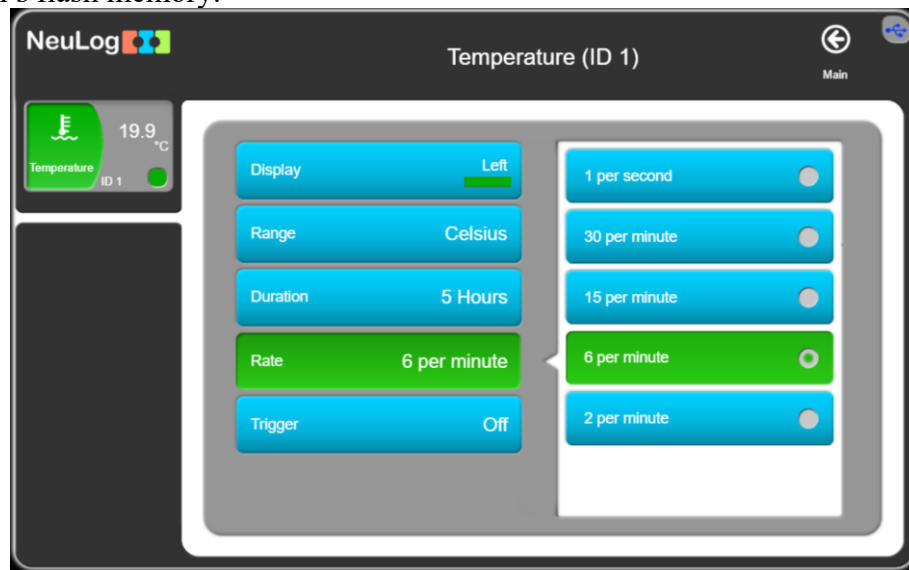 s flash memory.
NeuLog
Temperature (ID 1)
Main
19.9
°C
Temperature
ID 1
Display Left
Range Celsius
Duration 5 Hours
Rate 6 per minute
Trigger Off
1 per second
30 per minute
15 per minute
6 per minute
2 per minute